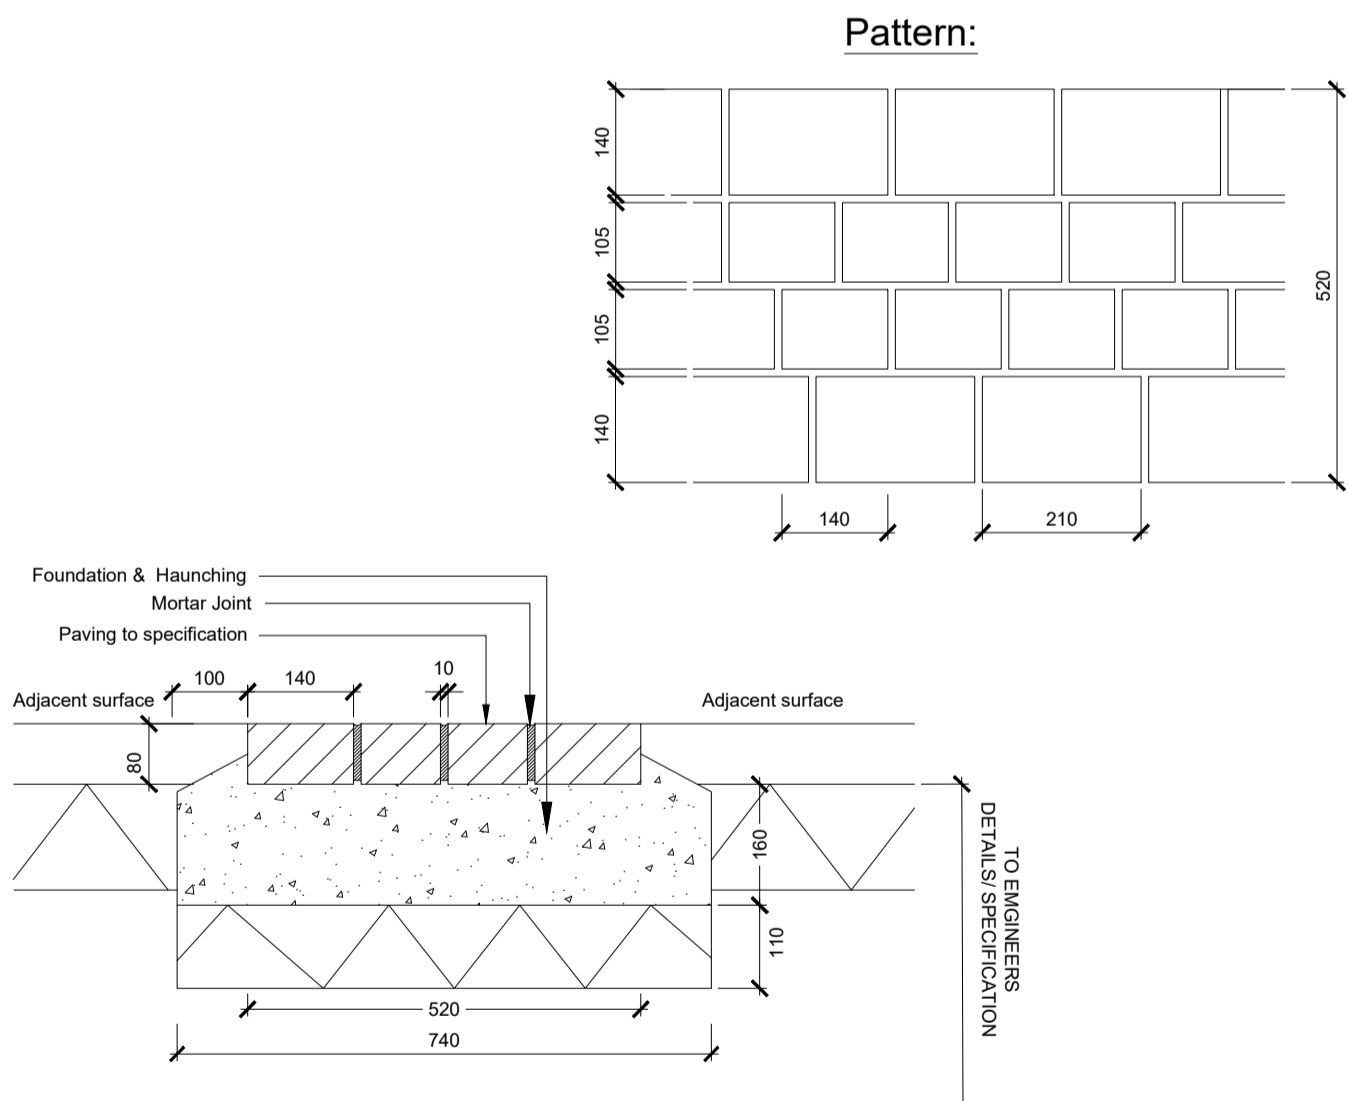 Pattern:
140
105
105
140
520
140
210
Foundation & Haunching
Mortar Joint
Paving to specification
100
140
10
Adjacent surface
Adjacent surface
80
160
110
TO EMGINEERS
DETAILS/ SPECIFICATION
520
740